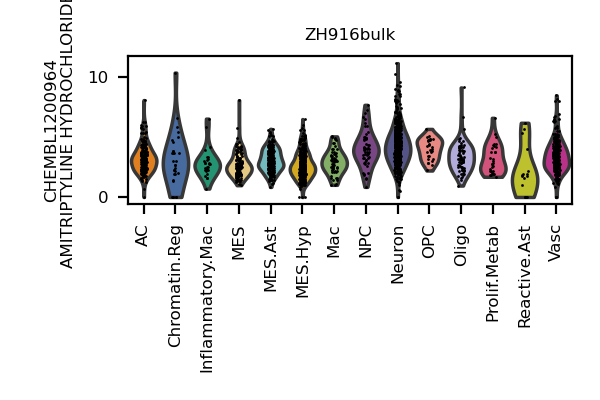 ZH916bulk
CHEMBL1200964
AMITRIPTYLINE HYDROCHLORIDE
10
0
AC
Chromatin.Reg
Inflammatory.Mac
MES
MES.Ast
MES.Hyp
Mac
NPC
Neuron
OPC
Oligo
Prolif.Metab
Reactive.Ast
Vasc